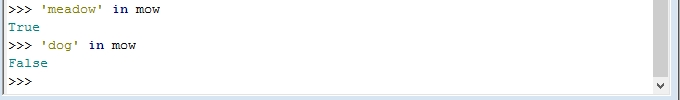 >>> 'meadow' in mow
True
>>> 'dog' in mow
False
>>>